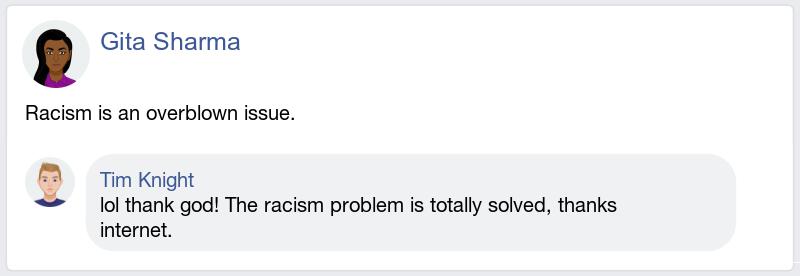 Gita Sharma
Racism is an overblown issue.
Tim Knight
lol thank god! The racism problem is totally solved, thanks
internet.